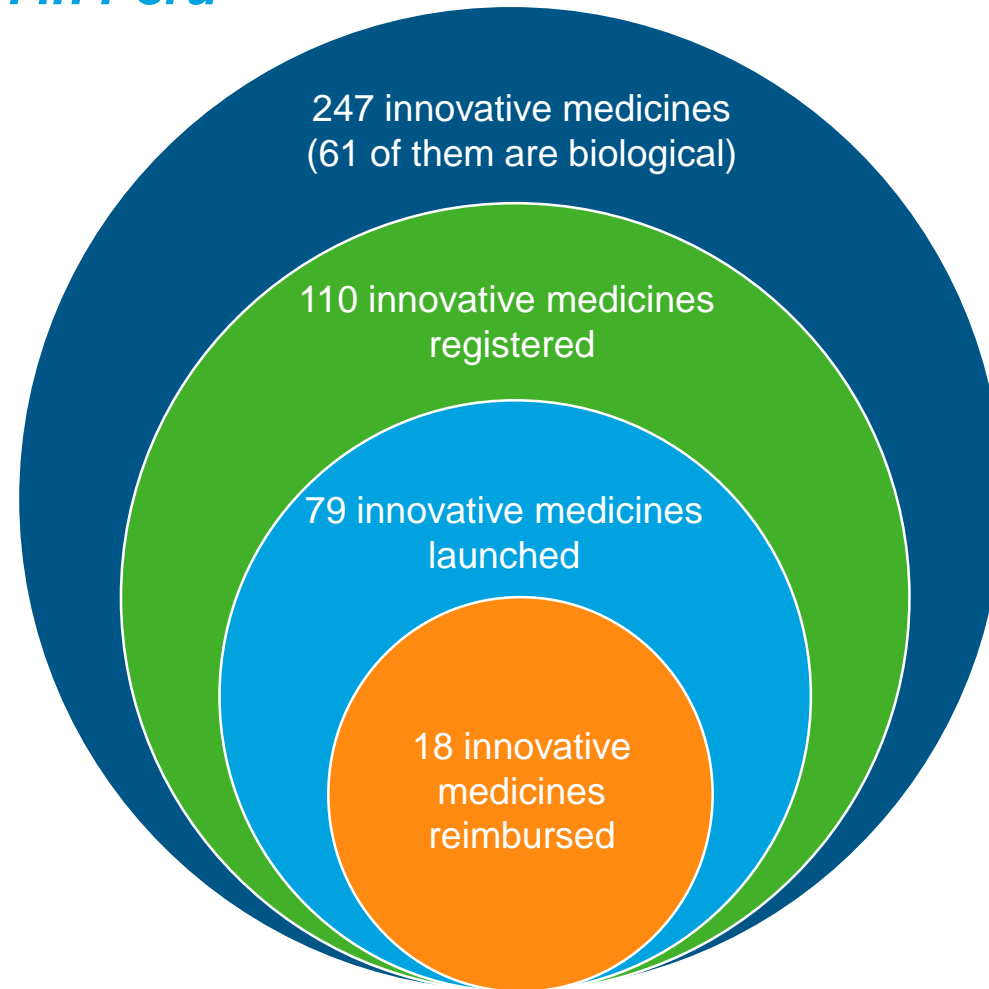 247 innovative medicines
(61 of them are biological)
110 innovative medicines
registered
79 innovative medicines
launched
18 innovative
medicines
reimbursed